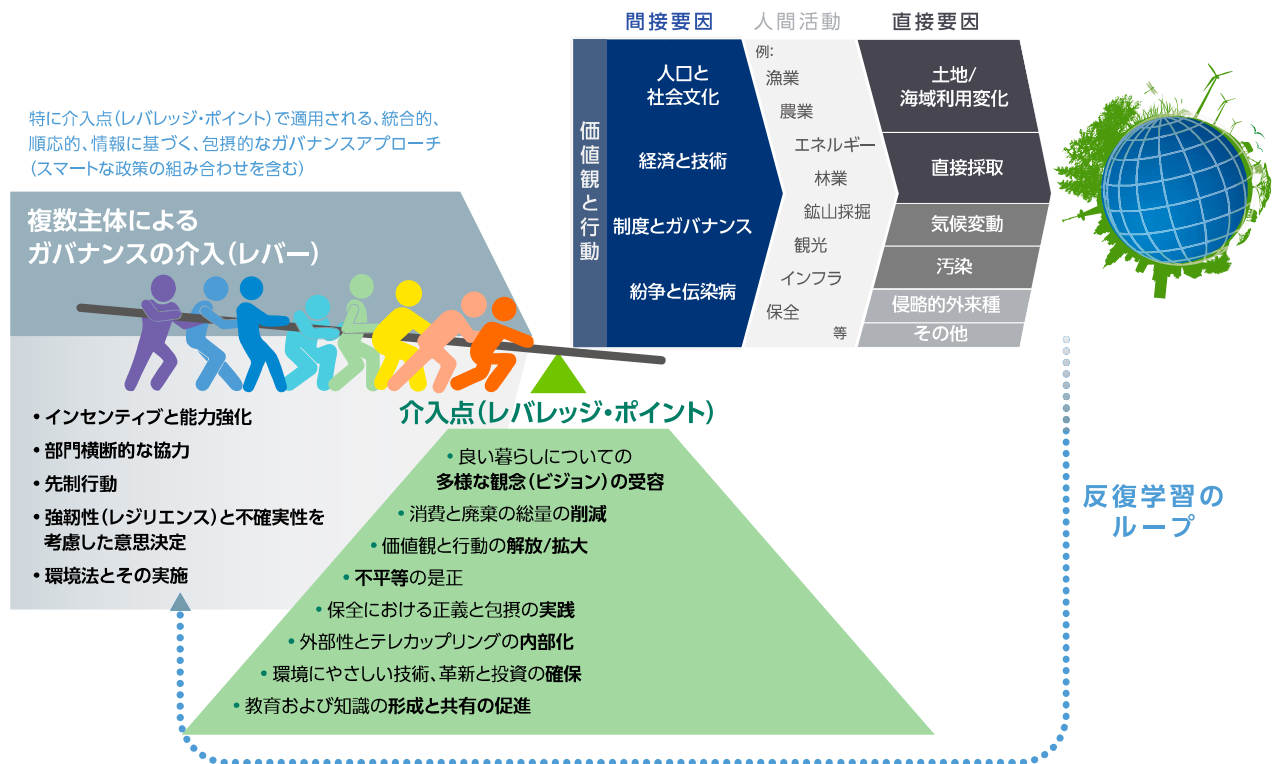 特に介入点（レバレッジ・ポイント）で適用される、統合的、
順応的、情報に基づく、包摂的なガバナンスアプローチ
（スマートな政策の組み合わせを含む）
複数主体による
ガバナンスの介入（レバー）
・インセンティブと能力強化
・部門横断的な協力
・先制行動
・強靭性（レジリエンス）と不確実性を
考慮した意思決定
・環境法とその実施
間接要因
人間活動
直接要因
価値観と行動
人口と
社会文化
経済と技術
制度とガバナンス
紛争と伝染病
例:
漁業
農業
エネルギー
林業
鉱山採掘
観光
インフラ
保全
等
土地/
海域利用変化
直接採取
気候変動
汚染
侵略的外来種
その他
介入点（レバレッジ・ポイント）
・良い暮らしについての
多様な観念（ビジョン）の受容
・消費と廃棄の総量の削減
・価値観と行動の解放/拡大
・不平等の是正
・保全における正義と包摂の実践
・外部性とテレカップリングの内部化
・環境にやさしい技術、革新と投資の確保
・教育および知識の形成と共有の促進
反復学習の
ループ